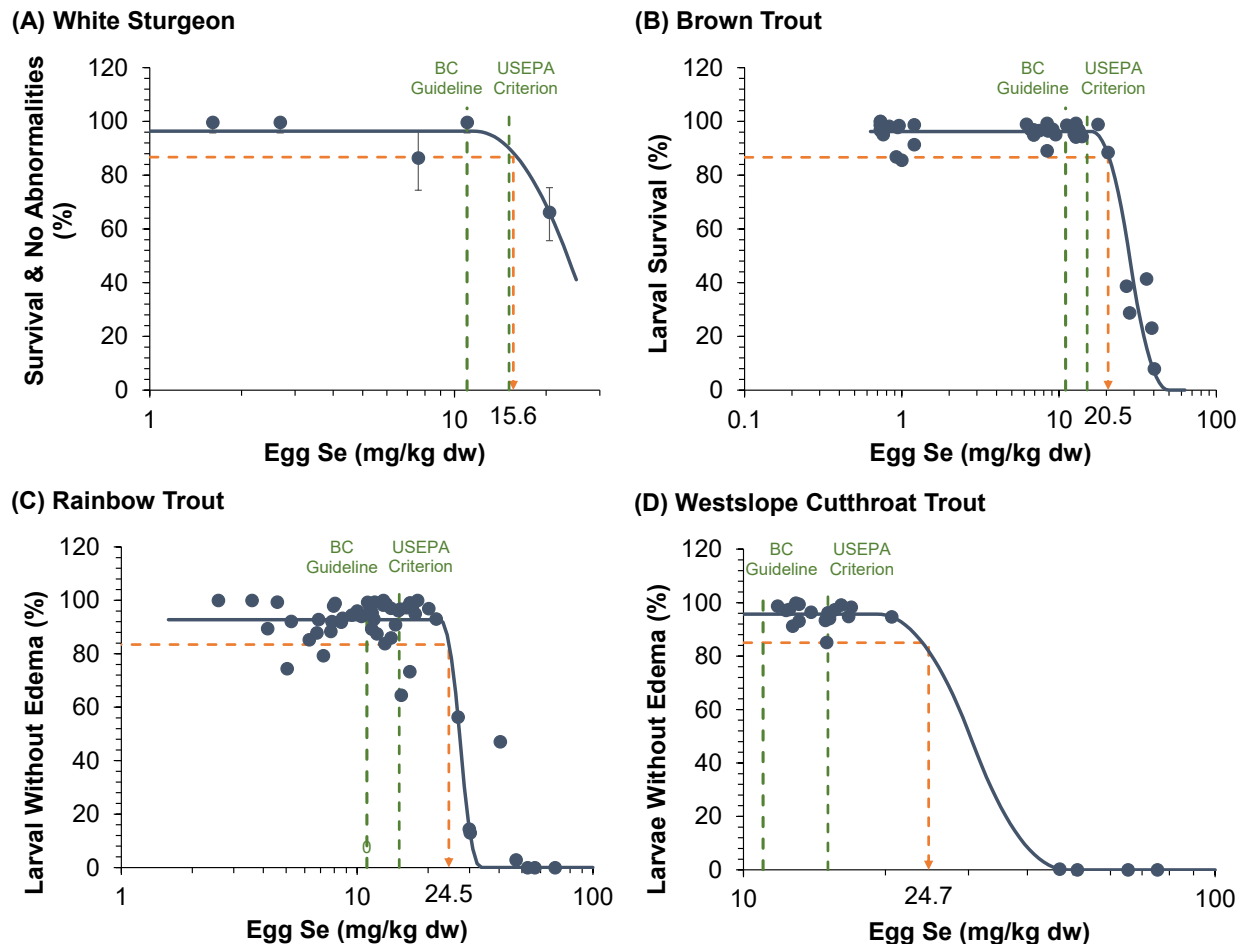 (A) White Sturgeon
BC
Guideline
USEPA
Criterion
120
100
80
60
40
20
0
Survival & No Abnormalities
(%)
1
10
15.6
Egg Se (mg/kg dw)
(B) Brown Trout
BC
Guideline
USEPA
Criterion
120
100
80
60
40
20
0
Larval Survival (%)
0.1
1
10
20.5
100
Egg Se (mg/kg dw)
(C) Rainbow Trout
BC
Guideline
USEPA
Criterion
120
100
80
60
40
20
0
Larval Without Edema (%)
0
1
10
24.5
100
Egg Se (mg/kg dw)
(D) Westslope Cutthroat Trout
BC
Guideline
USEPA
Criterion
120
100
80
60
40
20
0
Larvae Without Edema (%)
10
24.7
100
Egg Se (mg/kg dw)